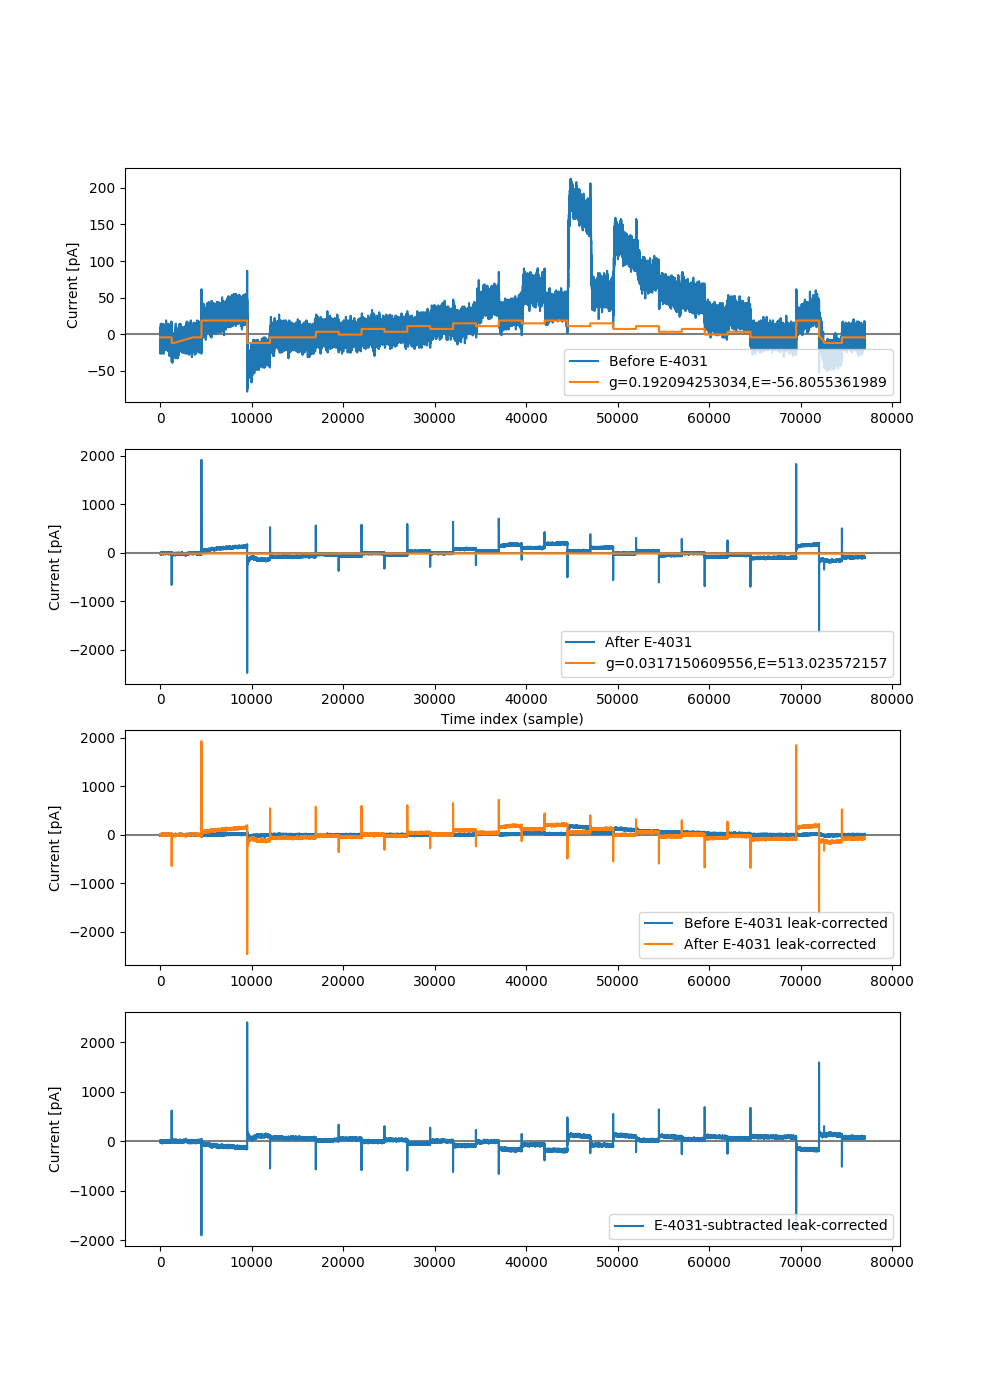 200
150
100
50
0
−50
Current [pA]
Before E-4031
g=0.192094253034,E=-56.8055361989
0 10000 20000 30000 40000 50000 60000 70000 80000
2000
1000
0
−1000
−2000
Current [pA]
After E-4031
g=0.0317150609556,E=513.023572157
0 10000 20000 30000 40000 50000 60000 70000 80000
Time index (sample)
2000
1000
0
−1000
−2000
Current [pA]
Before E-4031 leak-corrected
After E-4031 leak-corrected
0 10000 20000 30000 40000 50000 60000 70000 80000
2000
1000
0
−1000
−2000
Current [pA]
E-4031-subtracted leak-corrected
0 10000 20000 30000 40000 50000 60000 70000 80000